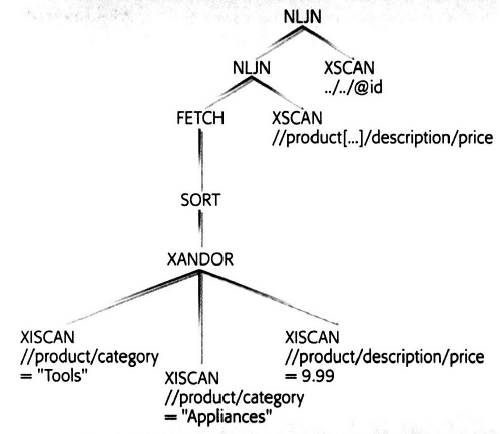 NLJN
NLJN
XSCAN
../../@id
FETCH
XSCAN
//product[...]/description/price
SORT
XANDOR
XISCAN
//product/category
= "Tools"
XISCAN
//product/category
= "Appliances"
XISCAN
//product/description/price
= 9.99